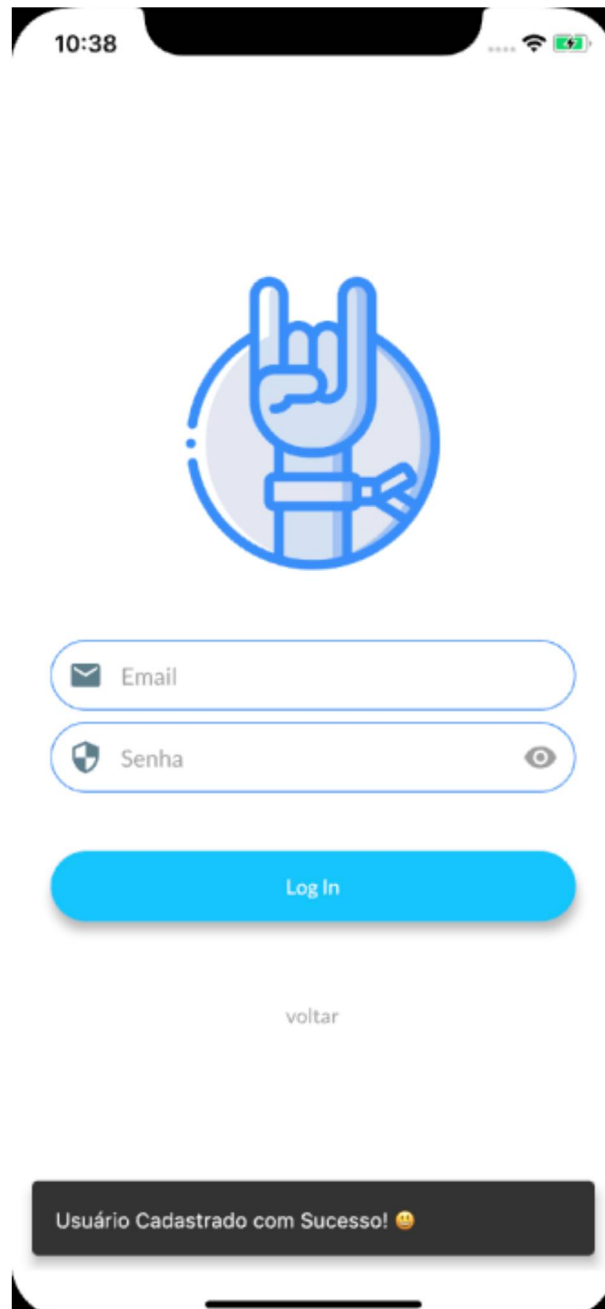 10:38
Email
Senha
Log In
voltar
Usuário Cadastrado com Sucesso! 😃